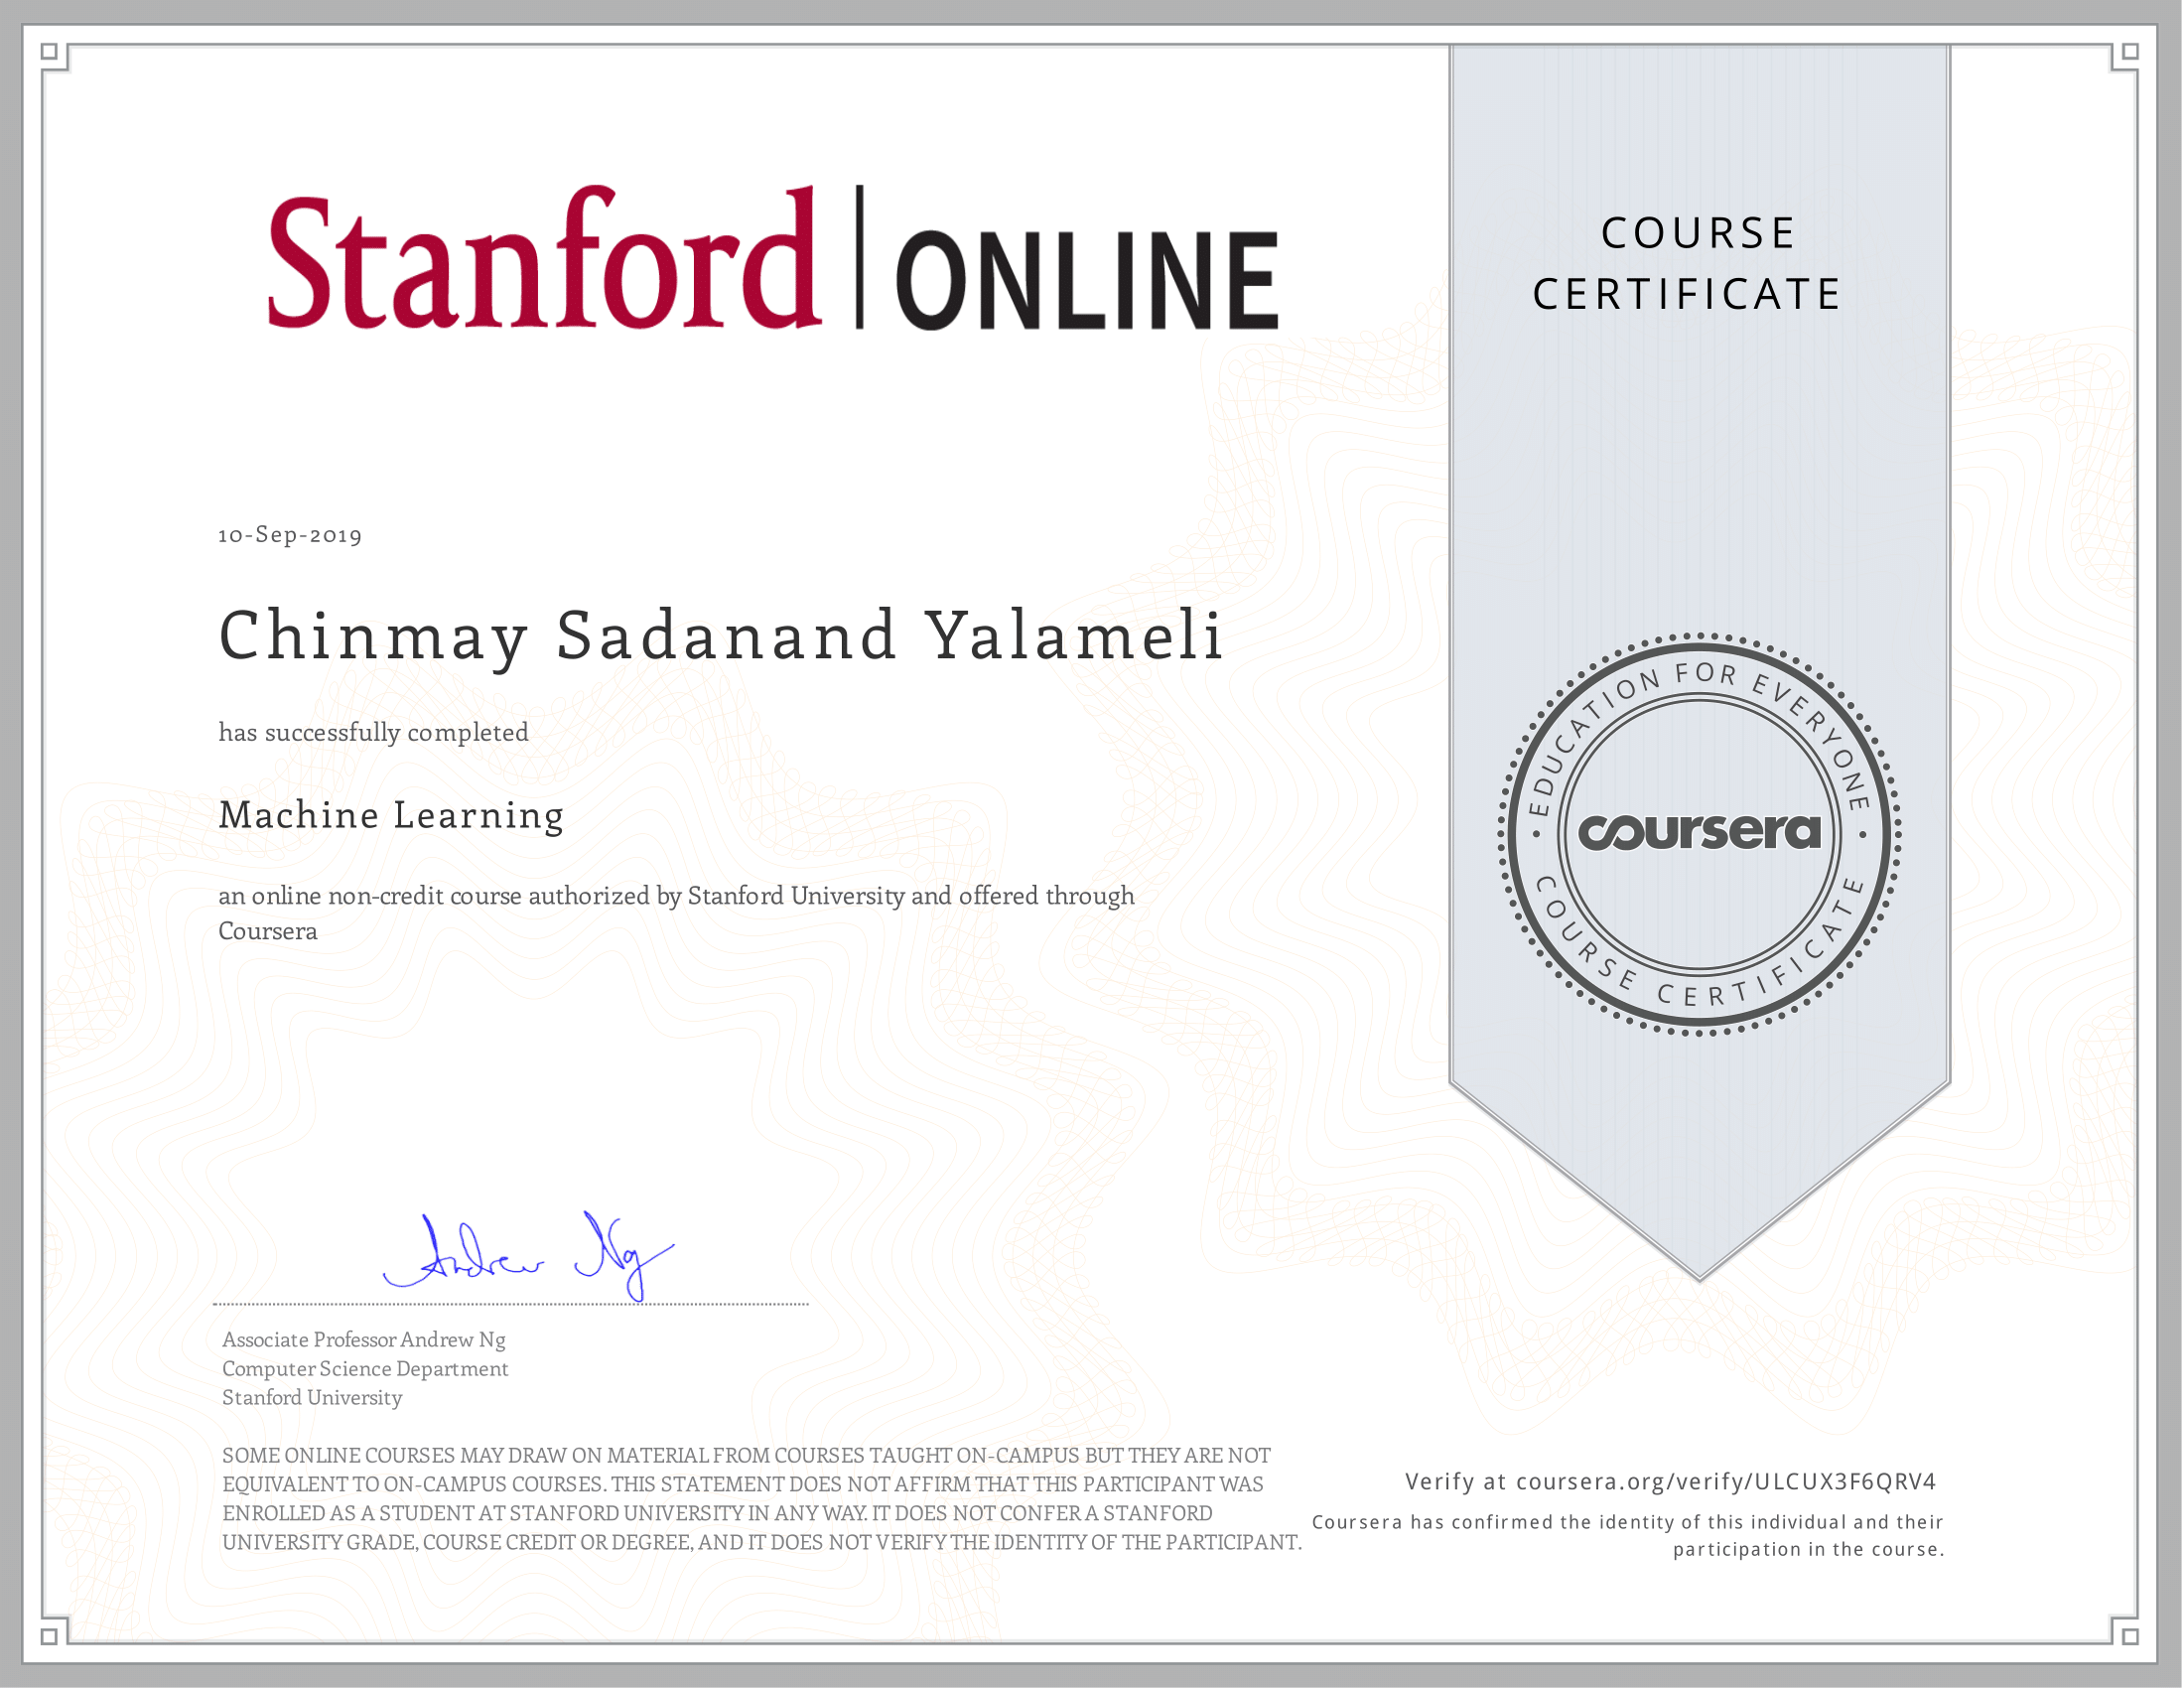 Stanford | ONLINE
COURSE
CERTIFICATE
10-Sep-2019
Chinmay Sadanand Yalameli
has successfully completed
Machine Learning
an online non-credit course authorized by Stanford University and offered through
Coursera
EDUCATION FOR EVERYONE
coursera
COURSE CERTIFICATE
Andrew Ng
Associate Professor Andrew Ng
Computer Science Department
Stanford University
SOME ONLINE COURSES MAY DRAW ON MATERIAL FROM COURSES TAUGHT ON-CAMPUS BUT THEY ARE NOT
EQUIVALENT TO ON-CAMPUS COURSES. THIS STATEMENT DOES NOT AFFIRM THAT THIS PARTICIPANT WAS
ENROLLED AS A STUDENT AT STANFORD UNIVERSITY IN ANY WAY. IT DOES NOT CONFER A STANFORD
UNIVERSITY GRADE, COURSE CREDIT OR DEGREE, AND IT DOES NOT VERIFY THE IDENTITY OF THE PARTICIPANT.
Verify at coursera.org/verify/ULCUX3F6QRV4
Coursera has confirmed the identity of this individual and their
participation in the course.